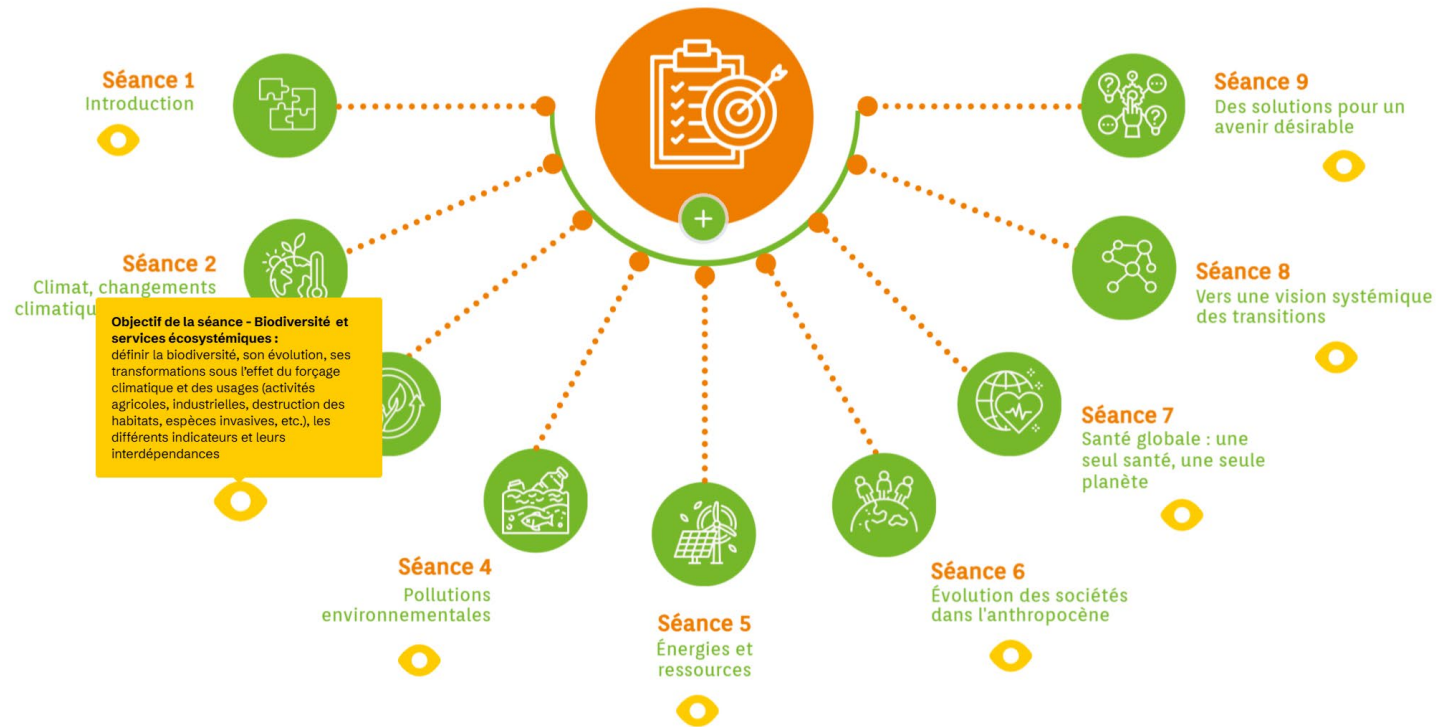 Séance 1
Introduction
Séance 2
Climat, changements
climatiqu
Objectif de la séance - Biodiversité et
services écosystémiques :
définir la biodiversité, son évolution, ses
transformations sous l'effet du forçage
climatique et des usages (activités
agricoles, industrielles, destruction des
habitats, espèces invasives, etc.), les
différents indicateurs et leurs
interdépendances
Séance 4
Pollutions
environnementales
Séance 5
Énergies et
ressources
Séance 6
Évolution des sociétés
dans l'anthropocène
Séance 7
Santé globale : une
seul santé, une seule
planète
Séance 8
Vers une vision systémique
des transitions
Séance 9
Des solutions pour un
avenir désirable